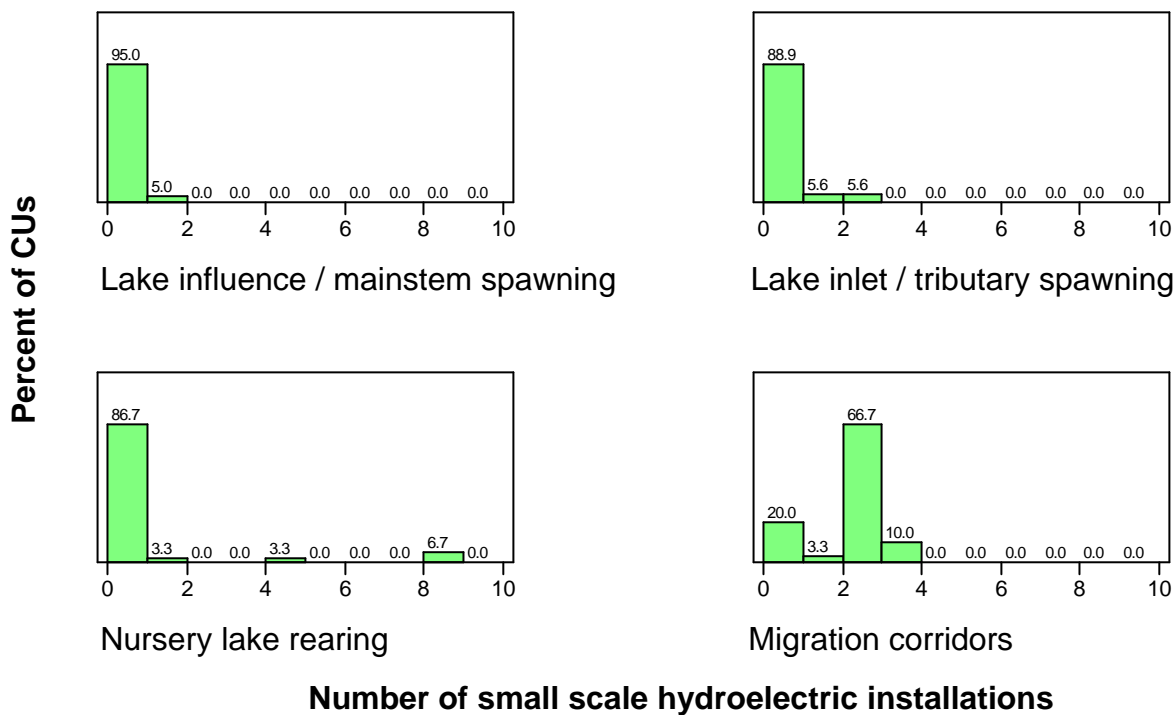 95.0
5.0 0.0 0.0 0.0 0.0 0.0 0.0 0.0 0.0
0 2 4 6 8 10
Lake influence / mainstem spawning
88.9
5.6 5.6 0.0 0.0 0.0 0.0 0.0 0.0 0.0
0 2 4 6 8 10
Lake inlet / tributary spawning
Percent of CUs
86.7
3.3 0.0 0.0 3.3 0.0 0.0 0.0 6.7 0.0
0 2 4 6 8 10
Nursery lake rearing
20.0 3.3 66.7 10.0 0.0 0.0 0.0 0.0 0.0 0.0
0 2 4 6 8 10
Migration corridors
Number of small scale hydroelectric installations